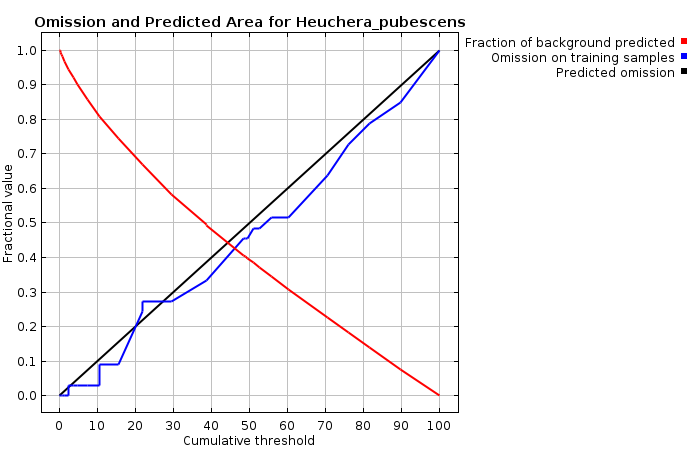 Omission and Predicted Area for Heuchera_pubescens
Fraction of background predicted
Omission on training samples
Predicted omission
Fractional value
1.0
0.9
0.8
0.7
0.6
0.5
0.4
0.3
0.2
0.1
0.0
0 10 20 30 40 50 60 70 80 90 100
Cumulative threshold